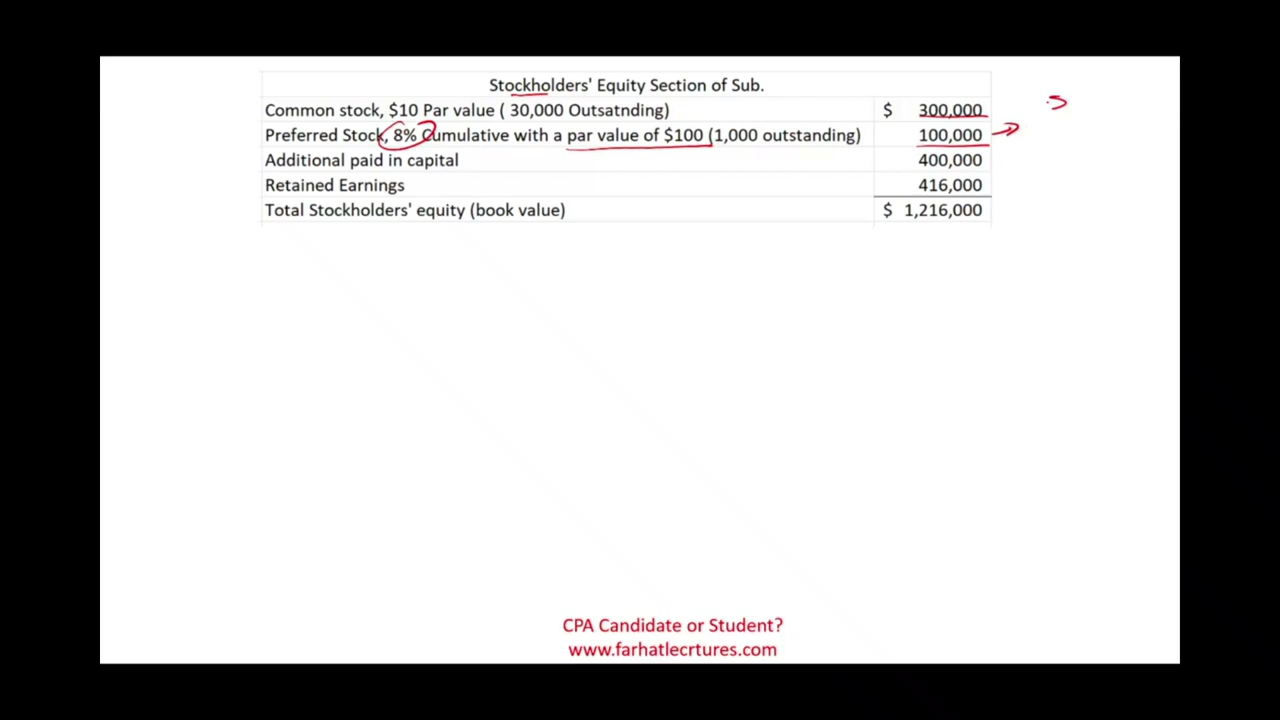 Stockholders' Equity Section of Sub.
Common stock, $10 Par value ( 30,000 Outsatnding) $ 300,000
Preferred Stock, 8% Cumulative with a par value of $100 (1,000 outstanding) 100,000
Additional paid in capital 400,000
Retained Earnings 416,000
Total Stockholders' equity (book value) $ 1,216,000
CPA Candidate or Student?
www.farhatlecrtures.com